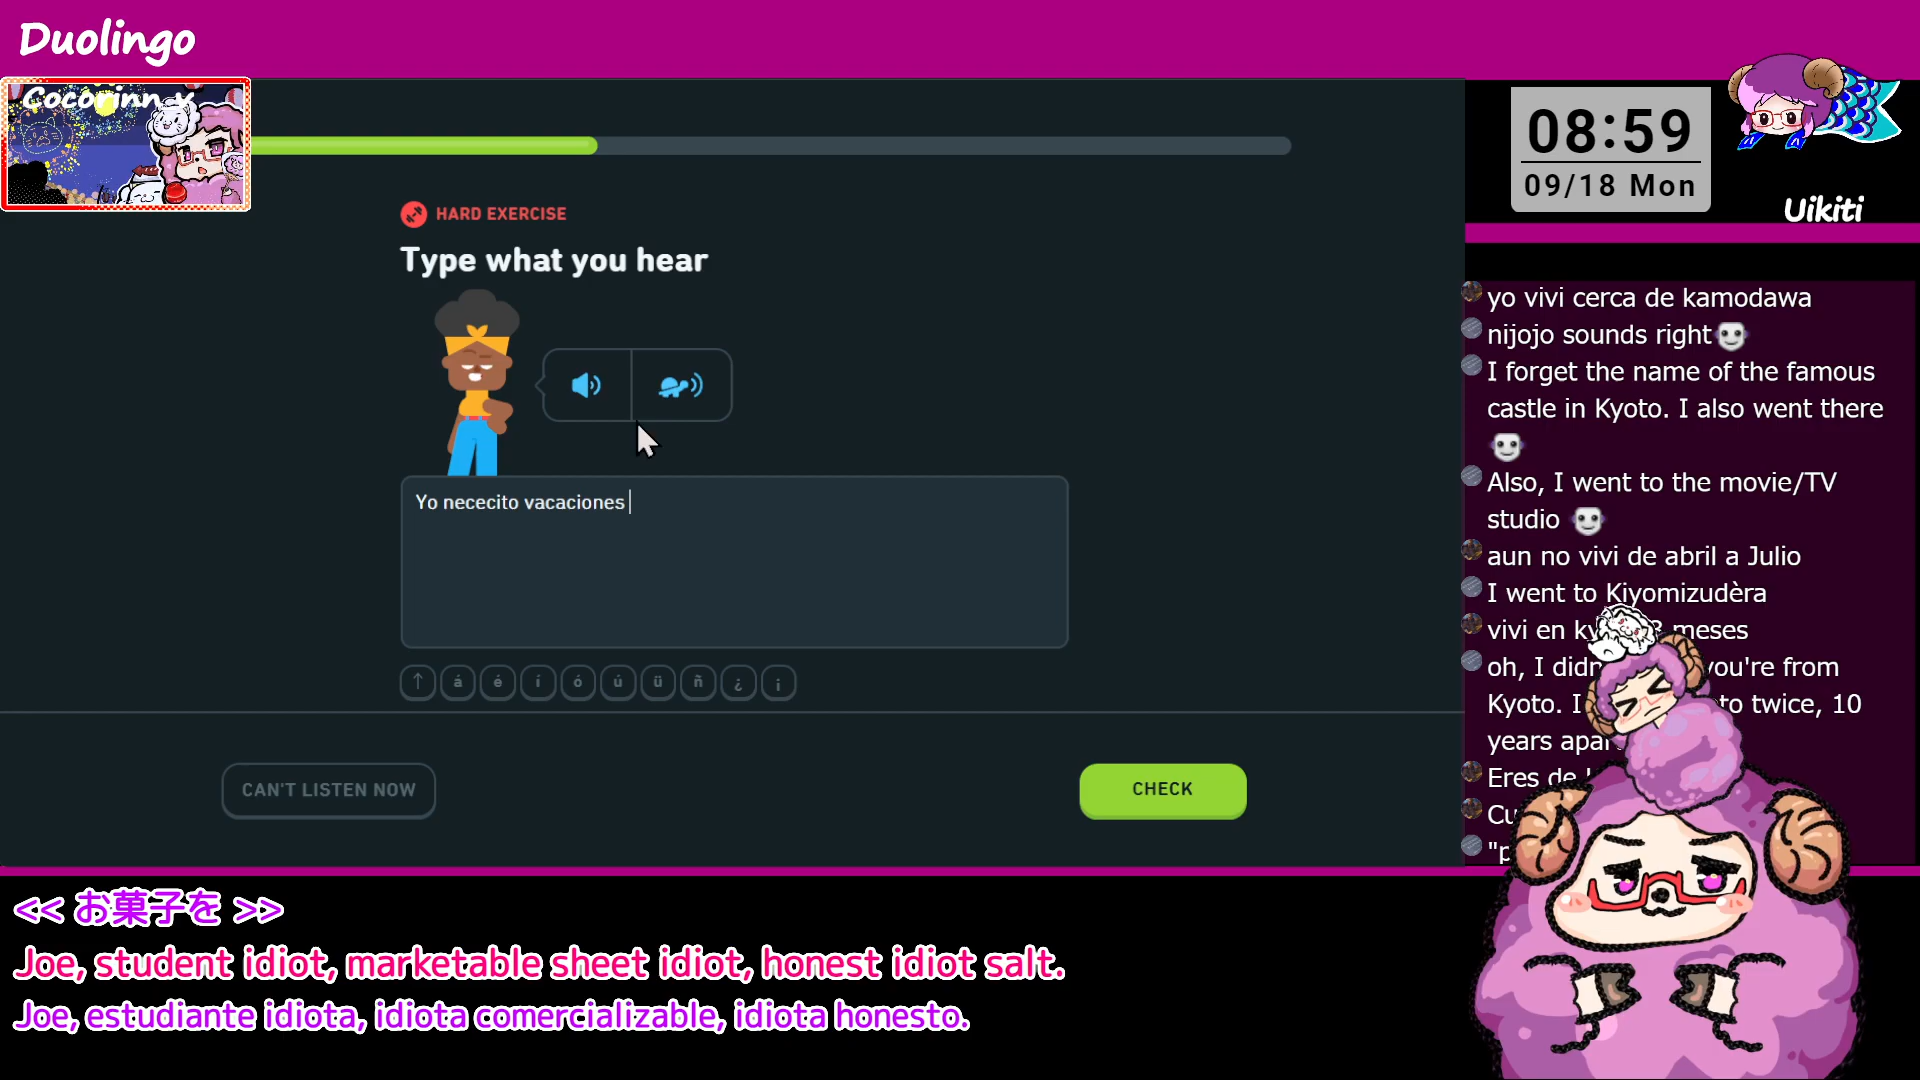 Duolingo
Cocorinn.v
08:59
09/18 Mon
Uikiti
HARD EXERCISE
Type what you hear
Yo nececito vacaciones
↑ á é í ó ú ü ñ ¿ ¡
CAN'T LISTEN NOW
CHECK
yo vivi cerca de kamodawa
nijojo sounds right
I forget the name of the famous
castle in Kyoto. I also went there
Also, I went to the movie/TV
studio
aun no vivi de abril a Julio
I went to Kiyomizudèra
vivi en meses
oh, I you're from
Kyoto. I twice, 10
years
Eres de
<< お菓子を >>
Joe, student idiot, marketable sheet idiot, honest idiot salt.
Joe, estudiante idiota, idiota comercializable, idiota honesto.